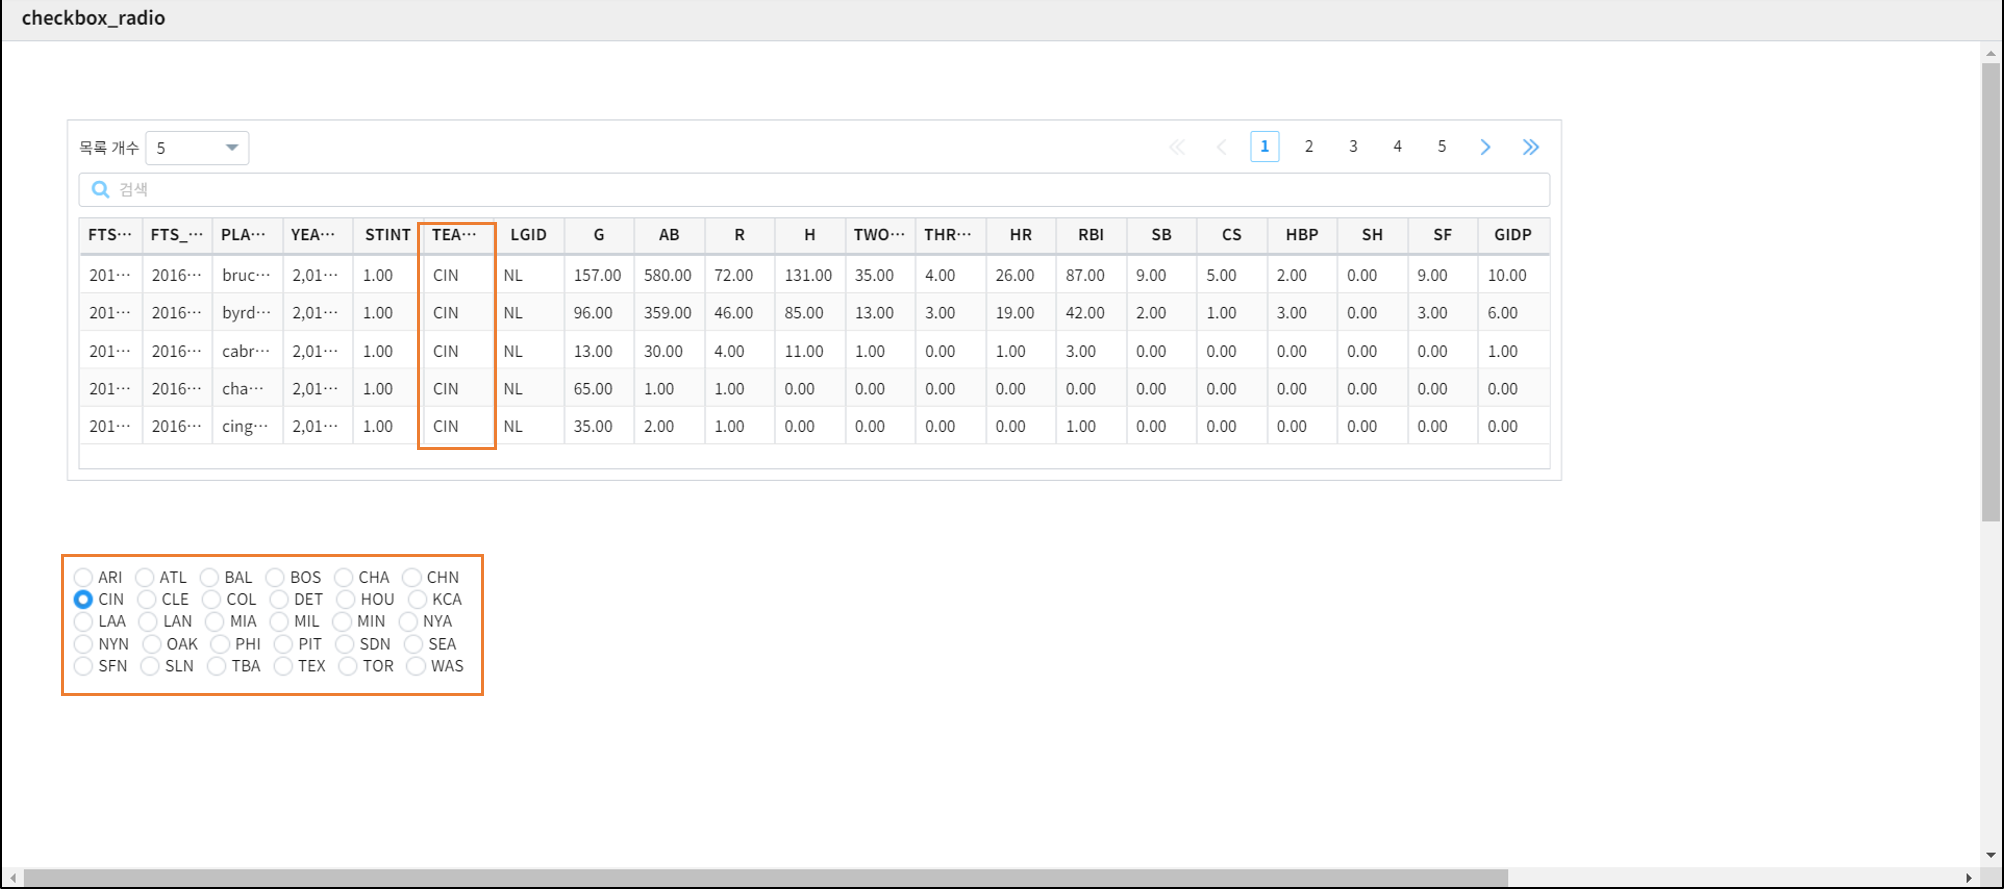 checkbox_radio
목록 개수 5 1 2 3 4 5
검색
FTS⋯ FTS_⋯ PLA⋯ YEA⋯ STINT TEA⋯ LGID G AB R H TWO⋯ THR⋯ HR RBI SB CS HBP SH SF GIDP
201⋯ 2016⋯ bruc⋯ 2,01⋯ 1.00 CIN NL 157.00 580.00 72.00 131.00 35.00 4.00 26.00 87.00 9.00 5.00 2.00 0.00 9.00 10.00
201⋯ 2016⋯ byrd⋯ 2,01⋯ 1.00 CIN NL 96.00 359.00 46.00 85.00 13.00 3.00 19.00 42.00 2.00 1.00 3.00 0.00 3.00 6.00
201⋯ 2016⋯ cabr⋯ 2,01⋯ 1.00 CIN NL 13.00 30.00 4.00 11.00 1.00 0.00 1.00 3.00 0.00 0.00 0.00 0.00 0.00 1.00
201⋯ 2016⋯ cha⋯ 2,01⋯ 1.00 CIN NL 65.00 1.00 1.00 0.00 0.00 0.00 0.00 0.00 0.00 0.00 0.00 0.00 0.00 0.00
201⋯ 2016⋯ cing⋯ 2,01⋯ 1.00 CIN NL 35.00 2.00 1.00 0.00 0.00 0.00 0.00 1.00 0.00 0.00 0.00 0.00 0.00 0.00
ARI ATL BAL BOS CHA CHN
CIN CLE COL DET HOU KCA
LAA LAN MIA MIL MIN NYA
NYN OAK PHI PIT SDN SEA
SFN SLN TBA TEX TOR WAS